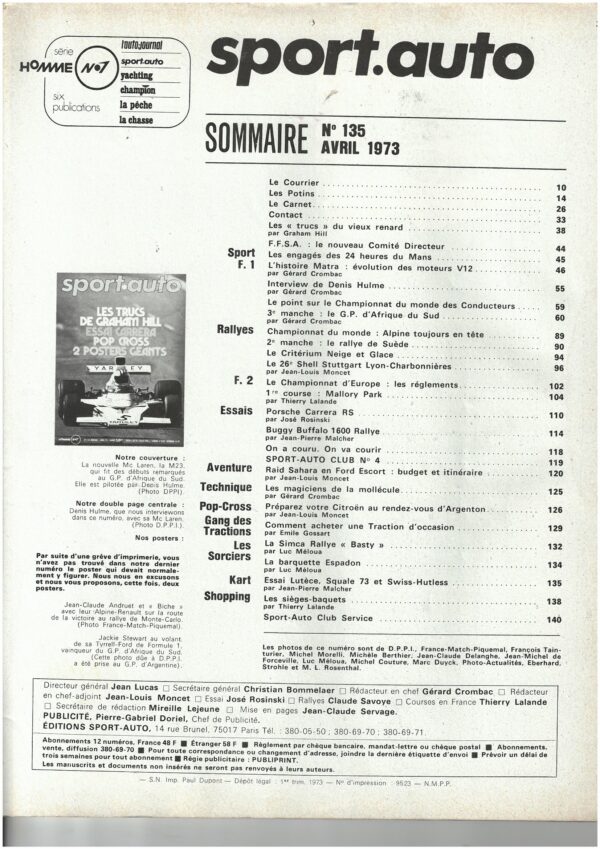 série
HOMME N°7
six
publications
l'auto-journal
sport-auto
yachting
champion
la pêche
la chasse
sport.auto
SOMMAIRE N° 135
AVRIL 1973
Le Courrier 10
Les Potins 14
Le Carnet 26
Contact 33
Les « trucs » du vieux renard 38
par Graham Hill
F.F.S.A. : le nouveau Comité Directeur 44
Sport Les engagés des 24 heures du Mans 45
F. 1 L'histoire Matra : évolution des moteurs V12 46
par Gérard Crombac
Interview de Denis Hulme 55
par Gérard Crombac
Le point sur le Championnat du monde des Conducteurs 59
3e manche : le G.P. d'Afrique du Sud 60
par Gérard Crombac
Rallyes Championnat du monde : Alpine toujours en tête 89
2e manche : le rallye de Suède 90
Le Critérium Neige et Glace 94
Le 26e Shell Stuttgart Lyon-Charbonnières 96
par Jean-Louis Moncet
F. 2 Le Championnat d'Europe : les réglements 102
1re course : Mallory Park 104
par Thierry Lalande
Essais Porsche Carrera RS 110
par José Rosinski
Buggy Buffalo 1600 Rallye 114
par Jean-Pierre Malcher
On a couru. On va courir 118
SPORT-AUTO CLUB N° 4 119
Aventure Raid Sahara en Ford Escort : budget et itinéraire 120
par Jean-Louis Moncet
Technique Les magiciens de la mollécule 125
par Gérard Crombac
Pop-Cross Préparez votre Citroën au rendez-vous d'Argenton 126
par Jean-Louis Moncet
Gang des
Tractions Comment acheter une Traction d'occasion 129
par Emile Gossart
Les
Sorciers La Simca Rallye « Basty » 132
par Luc Méloua
La barquette Espadon 134
par Luc Méloua
Kart Essai Lutèce, Squale 73 et Swiss-Hutless 135
par Jean-Pierre Malcher
Shopping Les sièges-baquets 138
par Thierry Lalande
Sport-Auto Club Service 140
sport.auto
LES TRUCS
DE GRAHAM HILL
ESSAI CARRERA
POP CROSS
2 POSTERS GEANTS
YARDLEY
Notre couverture :
La nouvelle Mc Laren, la M23,
qui fit des débuts remarqués
au G.P. d'Afrique du Sud.
Elle est pilotée par Denis Hulme.
(Photo DPPI).
Notre double page centrale :
Denis Hulme, que nous interviewons
dans ce numéro, avec sa Mc Laren.
(Photo D.P.P.I.).
Nos posters :
Par suite d'une grève d'imprimerie, vous
n'avez pas trouvé dans notre dernier
numéro le poster qui devait normale-
ment y figurer. Nous nous en excusons
et nous vous proposons, cette fois, deux
posters.
Jean-Claude Andruet et « Biche »
avec leur Alpine-Renault sur la route
de la victoire au rallye de Monte-Carlo.
(Photo France-Match-Piquemal).
Jackie Stewart au volant
de sa Tyrrell-Ford de Formule 1,
vainqueur du G.P. d'Afrique du Sud.
(Cette photo dûe à D.P.P.I.
a été prise au G.P. d'Argentine).
Les photos de ce numéro sont de D.P.P.I., France-Match-Piquemal, François Tain-
turier, Michel Morelli, Michèle Berthier, Jean-Claude Delanghe, Jean-Michel de
Forceville, Luc Méloua, Michel Couture, Marc Duyck, Photo-Actualités, Eberhard,
Strohle et M. L. Rosenthal.
Directeur général Jean Lucas □ Secrétaire général Christian Bommelaer □ Rédacteur en chef Gérard Crombac □ Rédacteur
en chef-adjoint Jean-Louis Moncet □ Essai José Rosinski □ Rallyes Claude Savoye □ Courses en France Thierry Lalande
□ Secrétaire de rédaction Mireille Lejeune □ Mise en pages Jean-Claude Servage.
PUBLICITÉ, Pierre-Gabriel Doriel, Chef de Publicité.
ÉDITIONS SPORT-AUTO, 14 rue Brunel, 75017 Paris Tél. : 380-05-50 ; 380-69-70 ; 380-69-71.
Abonnements 12 numéros. France 48 F ■ Étranger 58 F ■ Règlement par chèque bancaire, mandat-lettre ou chèque postal ■ Abonnements,
vente, diffusion 380-69-70 ■ Pour toute correspondance ou changement d'adresse, joindre la dernière étiquette d'envoi ■ Prévoir un délai de
trois semaines pour tout abonnement ■ Régie publicitaire : PUBLIPRINT.
Les manuscrits et documents non insérés ne seront pas renvoyés à leurs auteurs.
— S.N. Imp. Paul Dupont — Dépôt légal : 1er trim. 1973 — N° d'impression : 9523 — N.M.P.P.